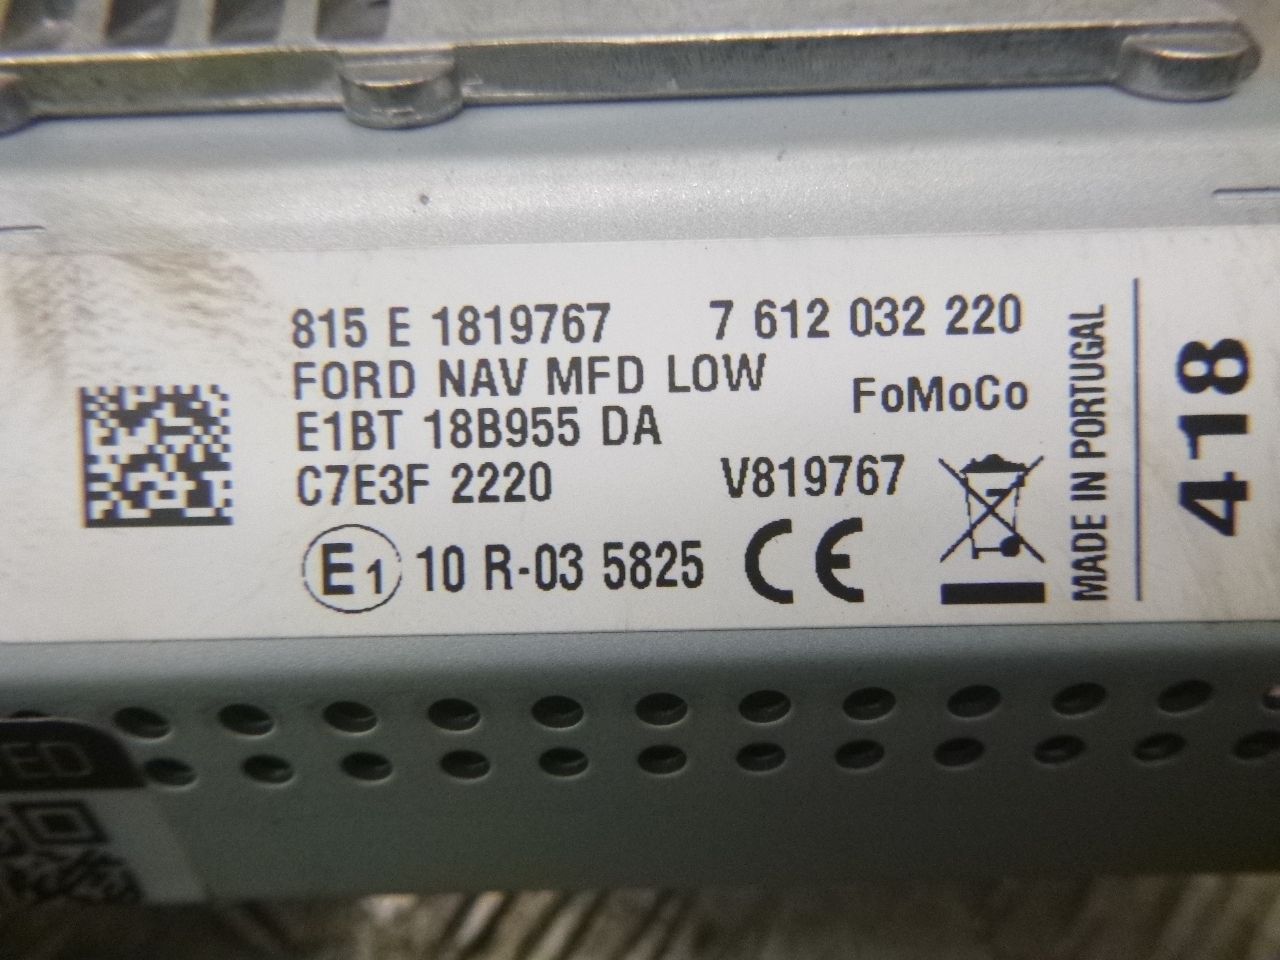 815 E 1819767 7 612 032 220
FORD NAV MFD LOW
FoMoCo
E1BT 18B955 DA
C7E3F 2220 V819767
E1 10 R-03 5825 CE
MADE IN PORTUGAL
418
ED